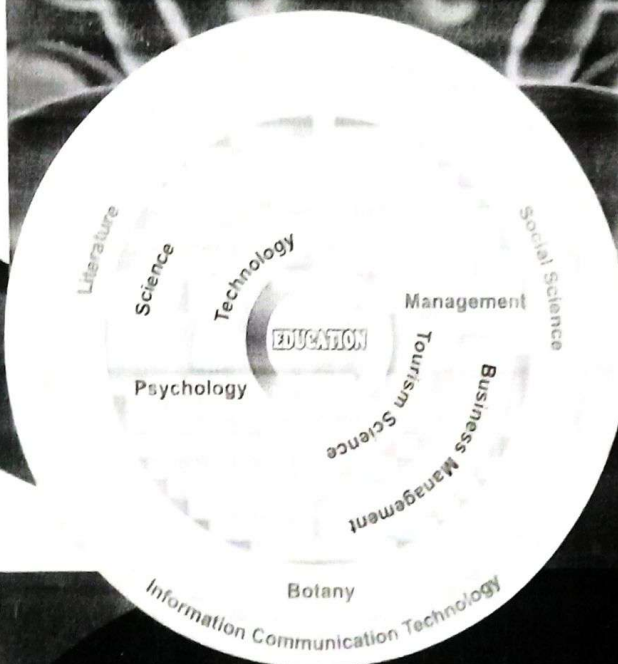 Literature
Science
Technology
Social Science
Management
EDUCATION
Tourism Science
Psychology
Business Management
Botany
Information Communication Technology